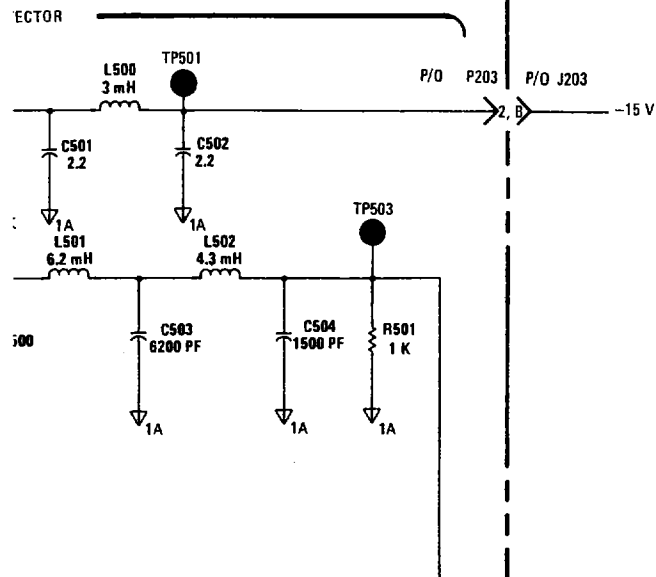 ECTOR
TP501
L500
3 mH
P/O P203 P/O J203
2, B
-15 V
C501
2.2
C502
2.2
1A
1A
TP503
L501
6.2 mH
L502
4.3 mH
500
C503
6200 PF
C504
1500 PF
R501
1 K
1A
1A
1A